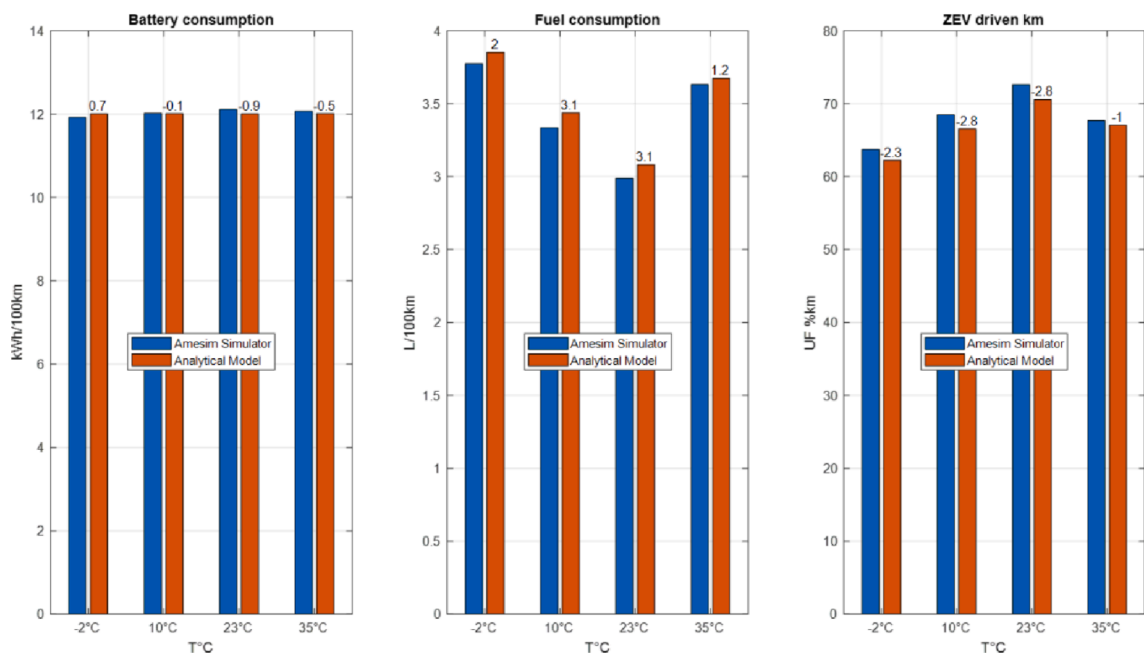 Battery consumption
14
12
10
8
6
4
2
0
kWh/100km
0.7
-0.1
-0.9
-0.5
Amesim Simulator
Analytical Model
-2°C
10°C
23°C
35°C
T°C
Fuel consumption
4
3.5
3
2.5
2
1.5
1
0.5
0
L/100km
2
3.1
3.1
1.2
Amesim Simulator
Analytical Model
-2°C
10°C
23°C
35°C
T°C
ZEV driven km
80
70
60
50
40
30
20
10
0
UF %km
-2.3
-2.8
-2.8
-1
Amesim Simulator
Analytical Model
-2°C
10°C
23°C
35°C
T°C